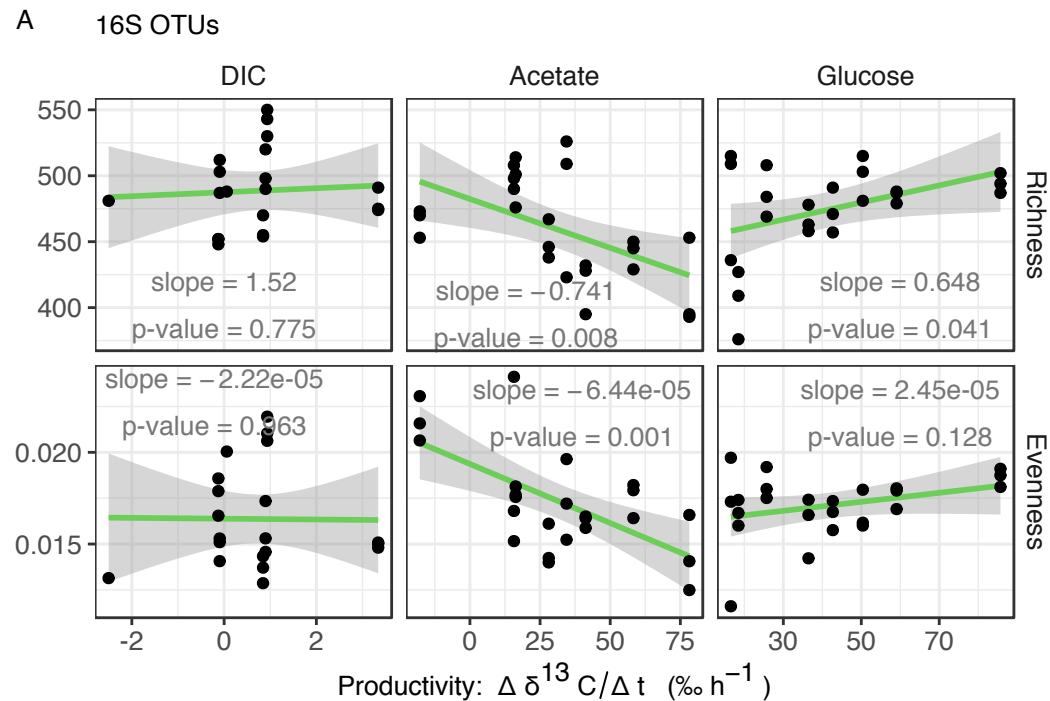 A
16S OTUs
DIC Acetate Glucose
550
500
450
400
slope = 1.52
p-value = 0.775
slope = −0.741
p-value = 0.008
slope = 0.648
p-value = 0.041
Richness
0.020
0.015
slope = −2.22e-05
p-value = 0.963
slope = −6.44e-05
p-value = 0.001
slope = 2.45e-05
p-value = 0.128
Evenness
-2 0 2 0 25 50 75 30 50 70
Productivity: Δ δ¹³ C/Δ t (‰ h⁻¹ )